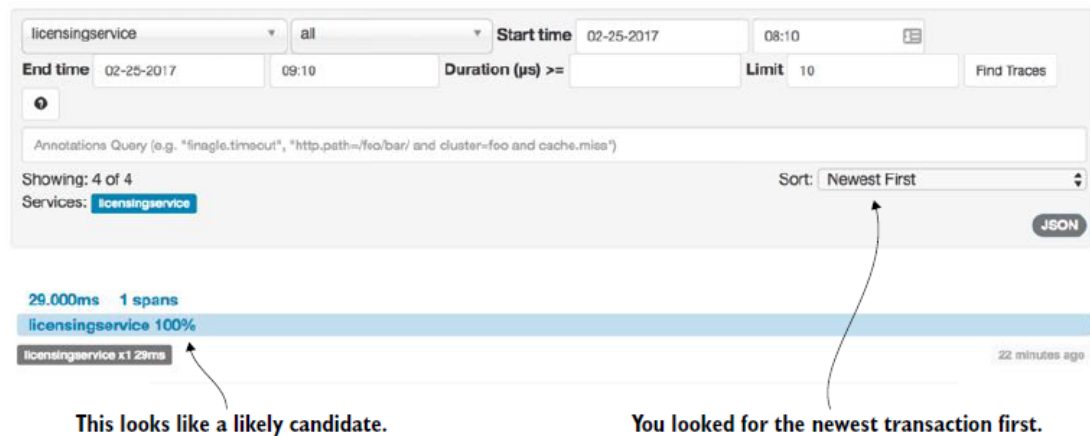 licensingservice all Start time 02-25-2017 08:10
End time 02-25-2017 09:10 Duration (µs) >= Limit 10 Find Traces
?
Annotations Query (e.g. "finagle.timeout", "http.path=/foo/bar/ and cluster=foo and cache.miss")
Showing: 4 of 4 Sort: Newest First
Services: licensingservice
JSON
29.000ms 1 spans
licensingservice 100%
licensingservice x1 29ms 22 minutes ago
This looks like a likely candidate. You looked for the newest transaction first.